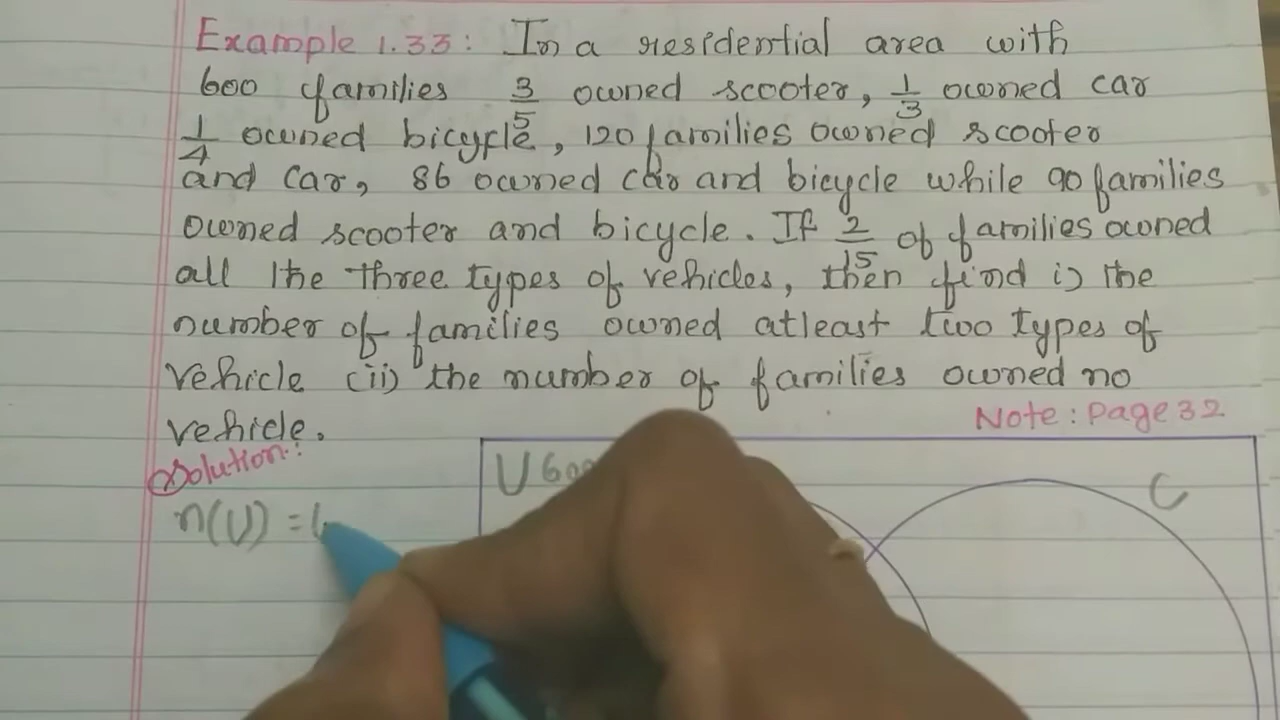 Example 1.33: In a residential area with
600 families 3/5 owned scooter, 1/3 owned car
1/4 owned bicycle, 120 families owned scooter
and car, 86 owned car and bicycle while 90 families
owned scooter and bicycle. If 2/15 of families owned
all the three types of vehicles, then find i) the
number of families owned atleast two types of
vehicle (ii) the number of families owned no
vehicle.
Note: page 32
Solution:
U 600
C
n(U) =